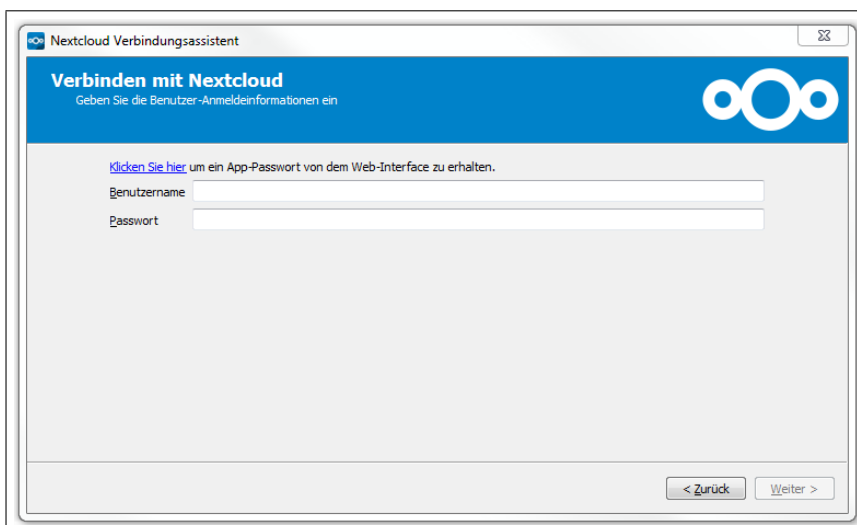 Nextcloud Verbindungsassistent
Verbinden mit Nextcloud
Geben Sie die Benutzer-Anmeldeinformationen ein
Klicken Sie hier um ein App-Passwort von dem Web-Interface zu erhalten.
Benutzername
Passwort
< Zurück
Weiter >